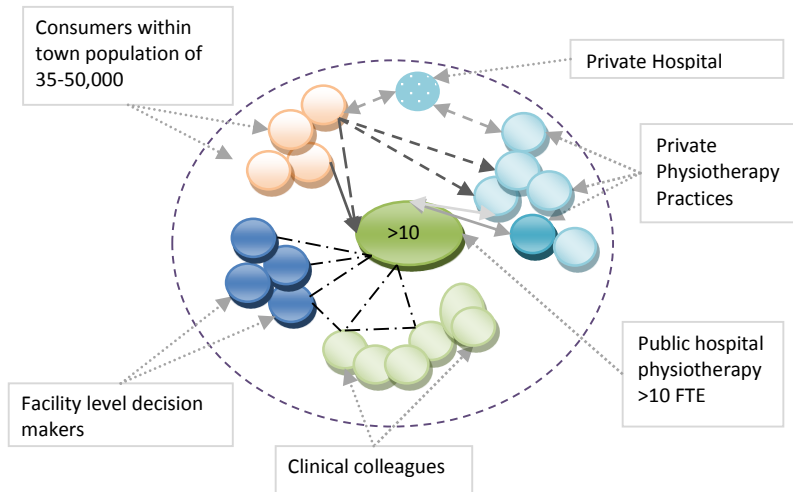 Consumers within
town population of
35-50,000
Private Hospital
Private
Physiotherapy
Practices
>10
Public hospital
physiotherapy
>10 FTE
Facility level decision
makers
Clinical colleagues